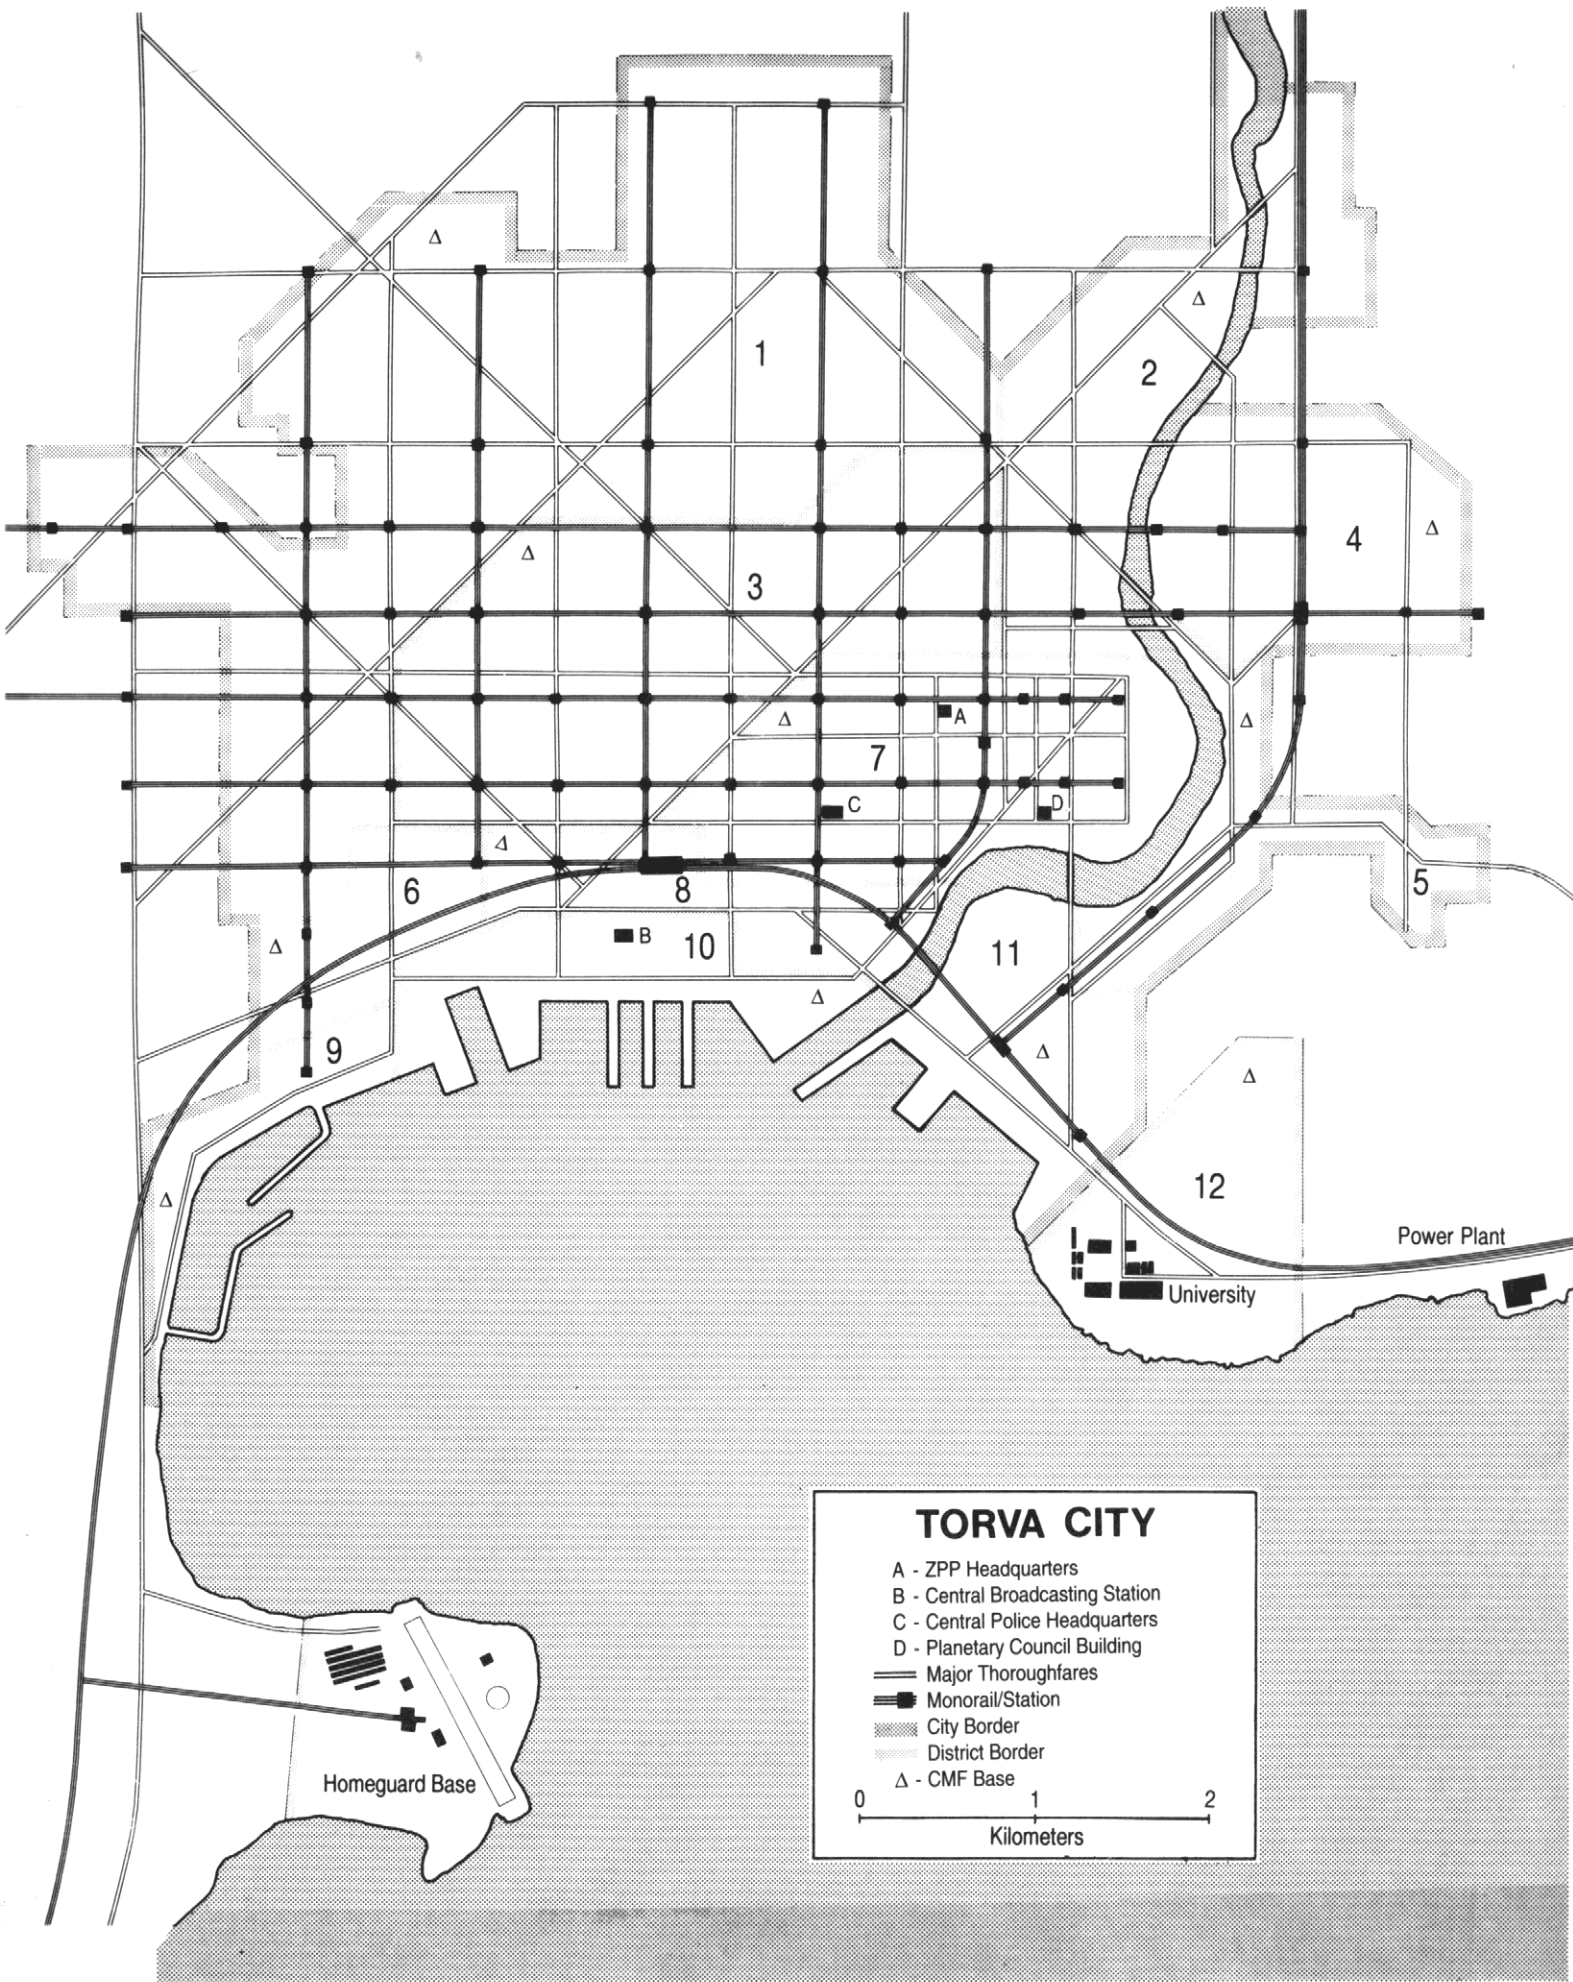 Δ
Δ
1
2
Δ
4
Δ
3
Δ
Δ
A
7
C
D
Δ
6
8
5
Δ
B
10
11
Δ
9
Δ
Δ
12
Δ
Power Plant
University
TORVA CITY
A - ZPP Headquarters
B - Central Broadcasting Station
C - Central Police Headquarters
D - Planetary Council Building
Major Thoroughfares
Monorail/Station
City Border
District Border
Δ - CMF Base
0 1 2
Kilometers
Homeguard Base